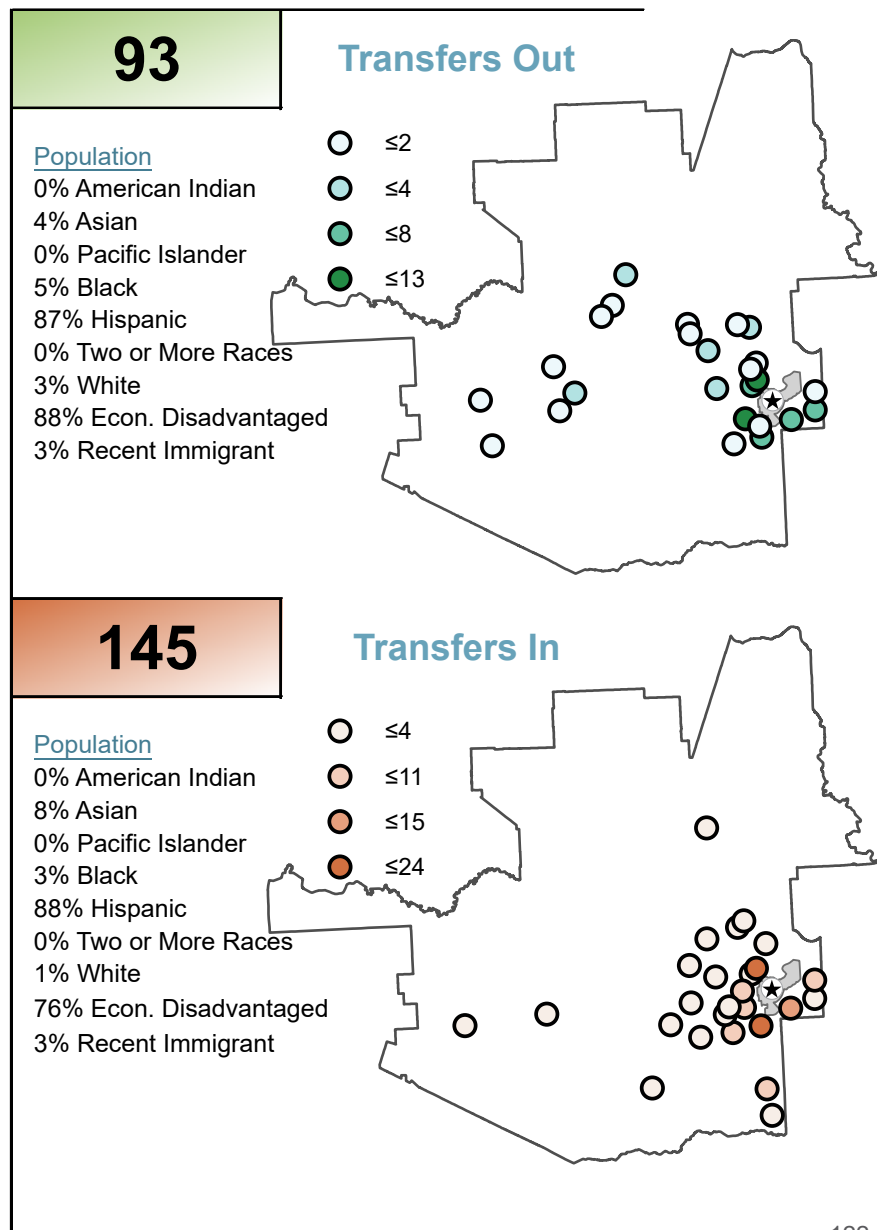 93
Transfers Out
Population
0% American Indian
4% Asian
0% Pacific Islander
5% Black
87% Hispanic
0% Two or More Races
3% White
88% Econ. Disadvantaged
3% Recent Immigrant
≤2
≤4
≤8
≤13
145
Transfers In
Population
0% American Indian
8% Asian
0% Pacific Islander
3% Black
88% Hispanic
0% Two or More Races
1% White
76% Econ. Disadvantaged
3% Recent Immigrant
≤4
≤11
≤15
≤24